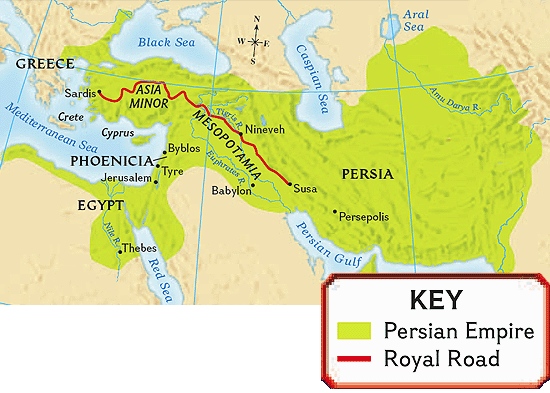 Aral
Sea
N
W E
S
Black Sea
Caspian
Sea
GREECE
Sardis
ASIA
MINOR
Amu Darya R.
Tigris R.
MESOPOTAMIA
Nineveh
Mediterranean Sea
Crete
Cyprus
Byblos
PHOENICIA
Tyre
Jerusalem
Euphrates R.
Babylon
Susa
PERSIA
EGYPT
Persepolis
Nile R.
Thebes
Red Sea
Persian Gulf
KEY
Persian Empire
Royal Road